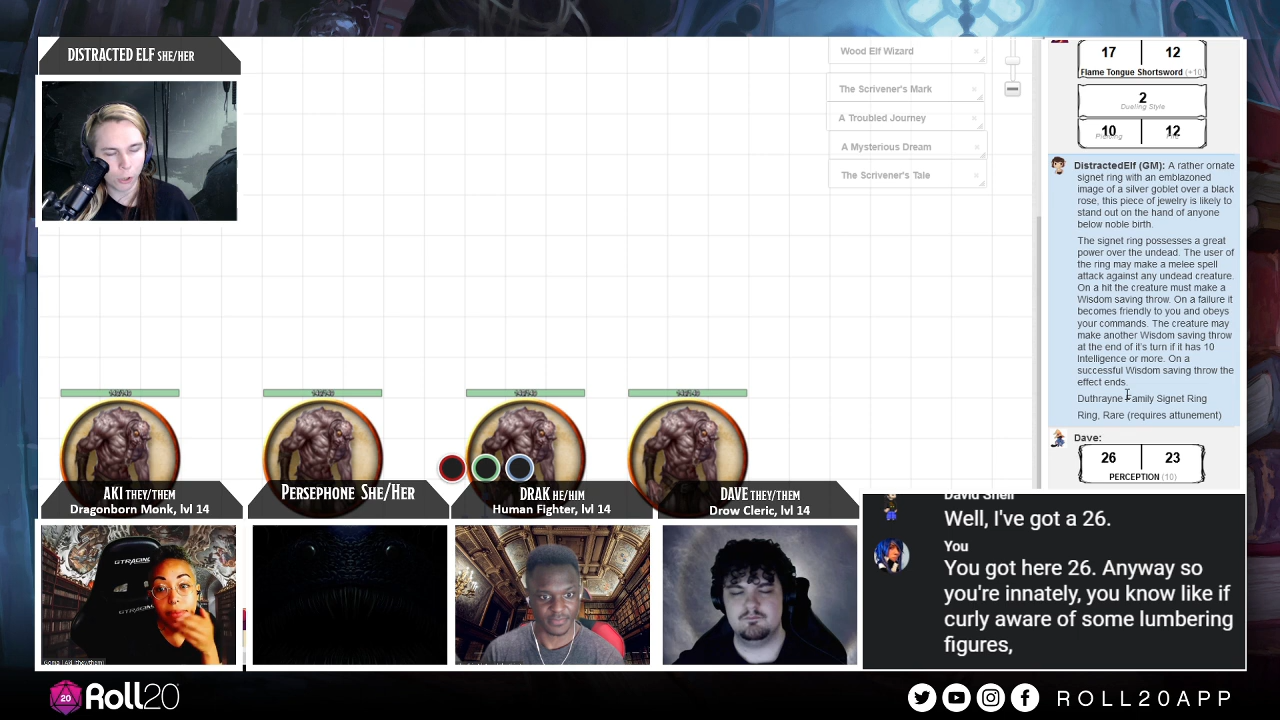 DISTRACTED ELF SHE/HER
Wood Elf Wizard
The Scrivener's Mark
A Troubled Journey
A Mysterious Dream
The Scrivener's Tale
17 12
Flame Tongue Shortsword (+10)
2
Dueling Style
10 12
DistractedElf (GM): A rather ornate
signet ring with an emblazoned
image of a silver goblet over a black
rose, this piece of jewelry is likely to
stand out on the hand of anyone
below noble birth.
The signet ring possesses a great
power over the undead. The user of
the ring may make a melee spell
attack against any undead creature.
On a hit the creature must make a
Wisdom saving throw. On a failure it
becomes friendly to you and obeys
your commands. The creature may
make another Wisdom saving throw
at the end of it's turn if it has 10
Intelligence or more. On a
successful Wisdom saving throw the
effect ends.
Duthrayne Family Signet Ring
Ring, Rare (requires attunement)
Dave:
26 23
PERCEPTION (10)
AKI THEY/THEM
Dragonborn Monk, lvl 14
PERSEPHONE SHE/HER
DRAK HE/HIM
Human Fighter, lvl 14
DAVE THEY/THEM
Drow Cleric, lvl 14
GTRACING
GTRACING
David Shell
Well, I've got a 26.
You
You got here 26. Anyway so
you're innately, you know like if
curly aware of some lumbering
figures,
20
Roll20
ROLL20APP